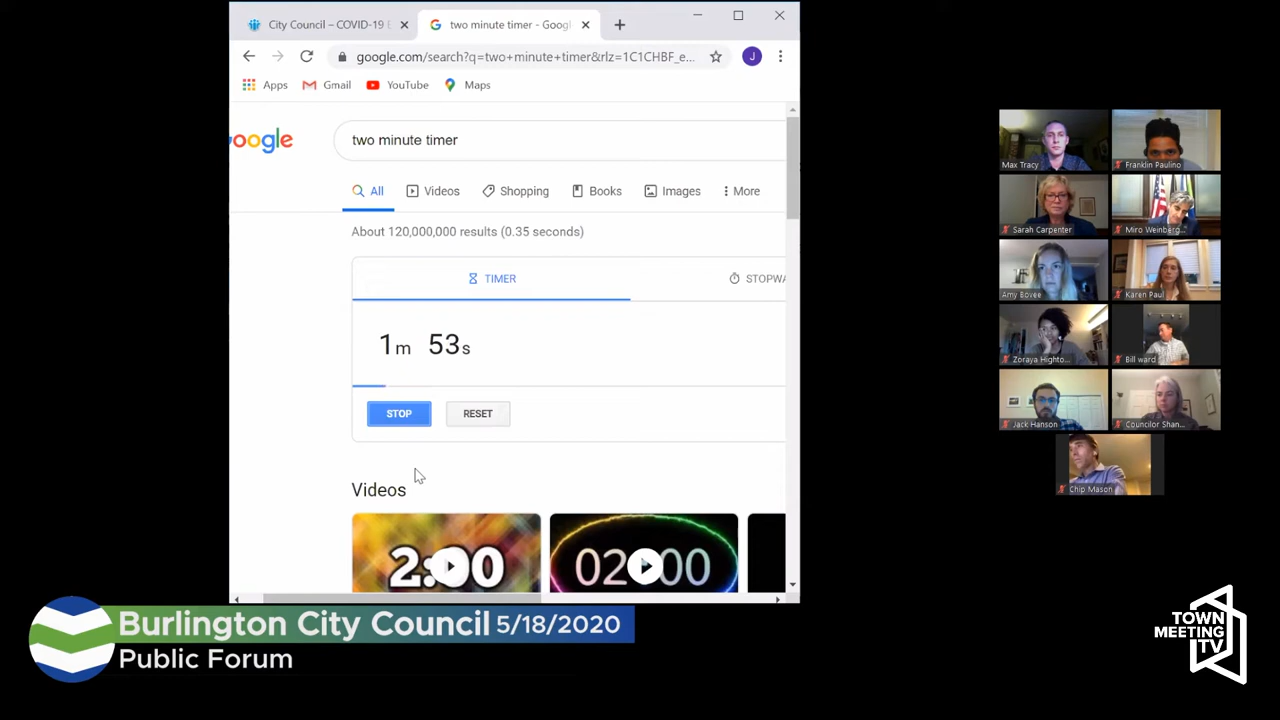 City Council – COVID-19 E
two minute timer - Googl
google.com/search?q=two+minute+timer&rlz=1C1CHBF_e...
J
Apps
Gmail
YouTube
Maps
oogle
two minute timer
All
Videos
Shopping
Books
Images
More
About 120,000,000 results (0.35 seconds)
TIMER
STOPWA
1m 53s
STOP
RESET
Videos
2:00
02:00
Max Tracy
Franklin Paulino
Sarah Carpenter
Miro Weinberg...
Amy Bovee
Karen Paul
Zoraya Highto...
Bill ward
Jack Hanson
Councilor Shan...
Chip Mason
Burlington City Council 5/18/2020
Public Forum
TOWN
MEETING
TV